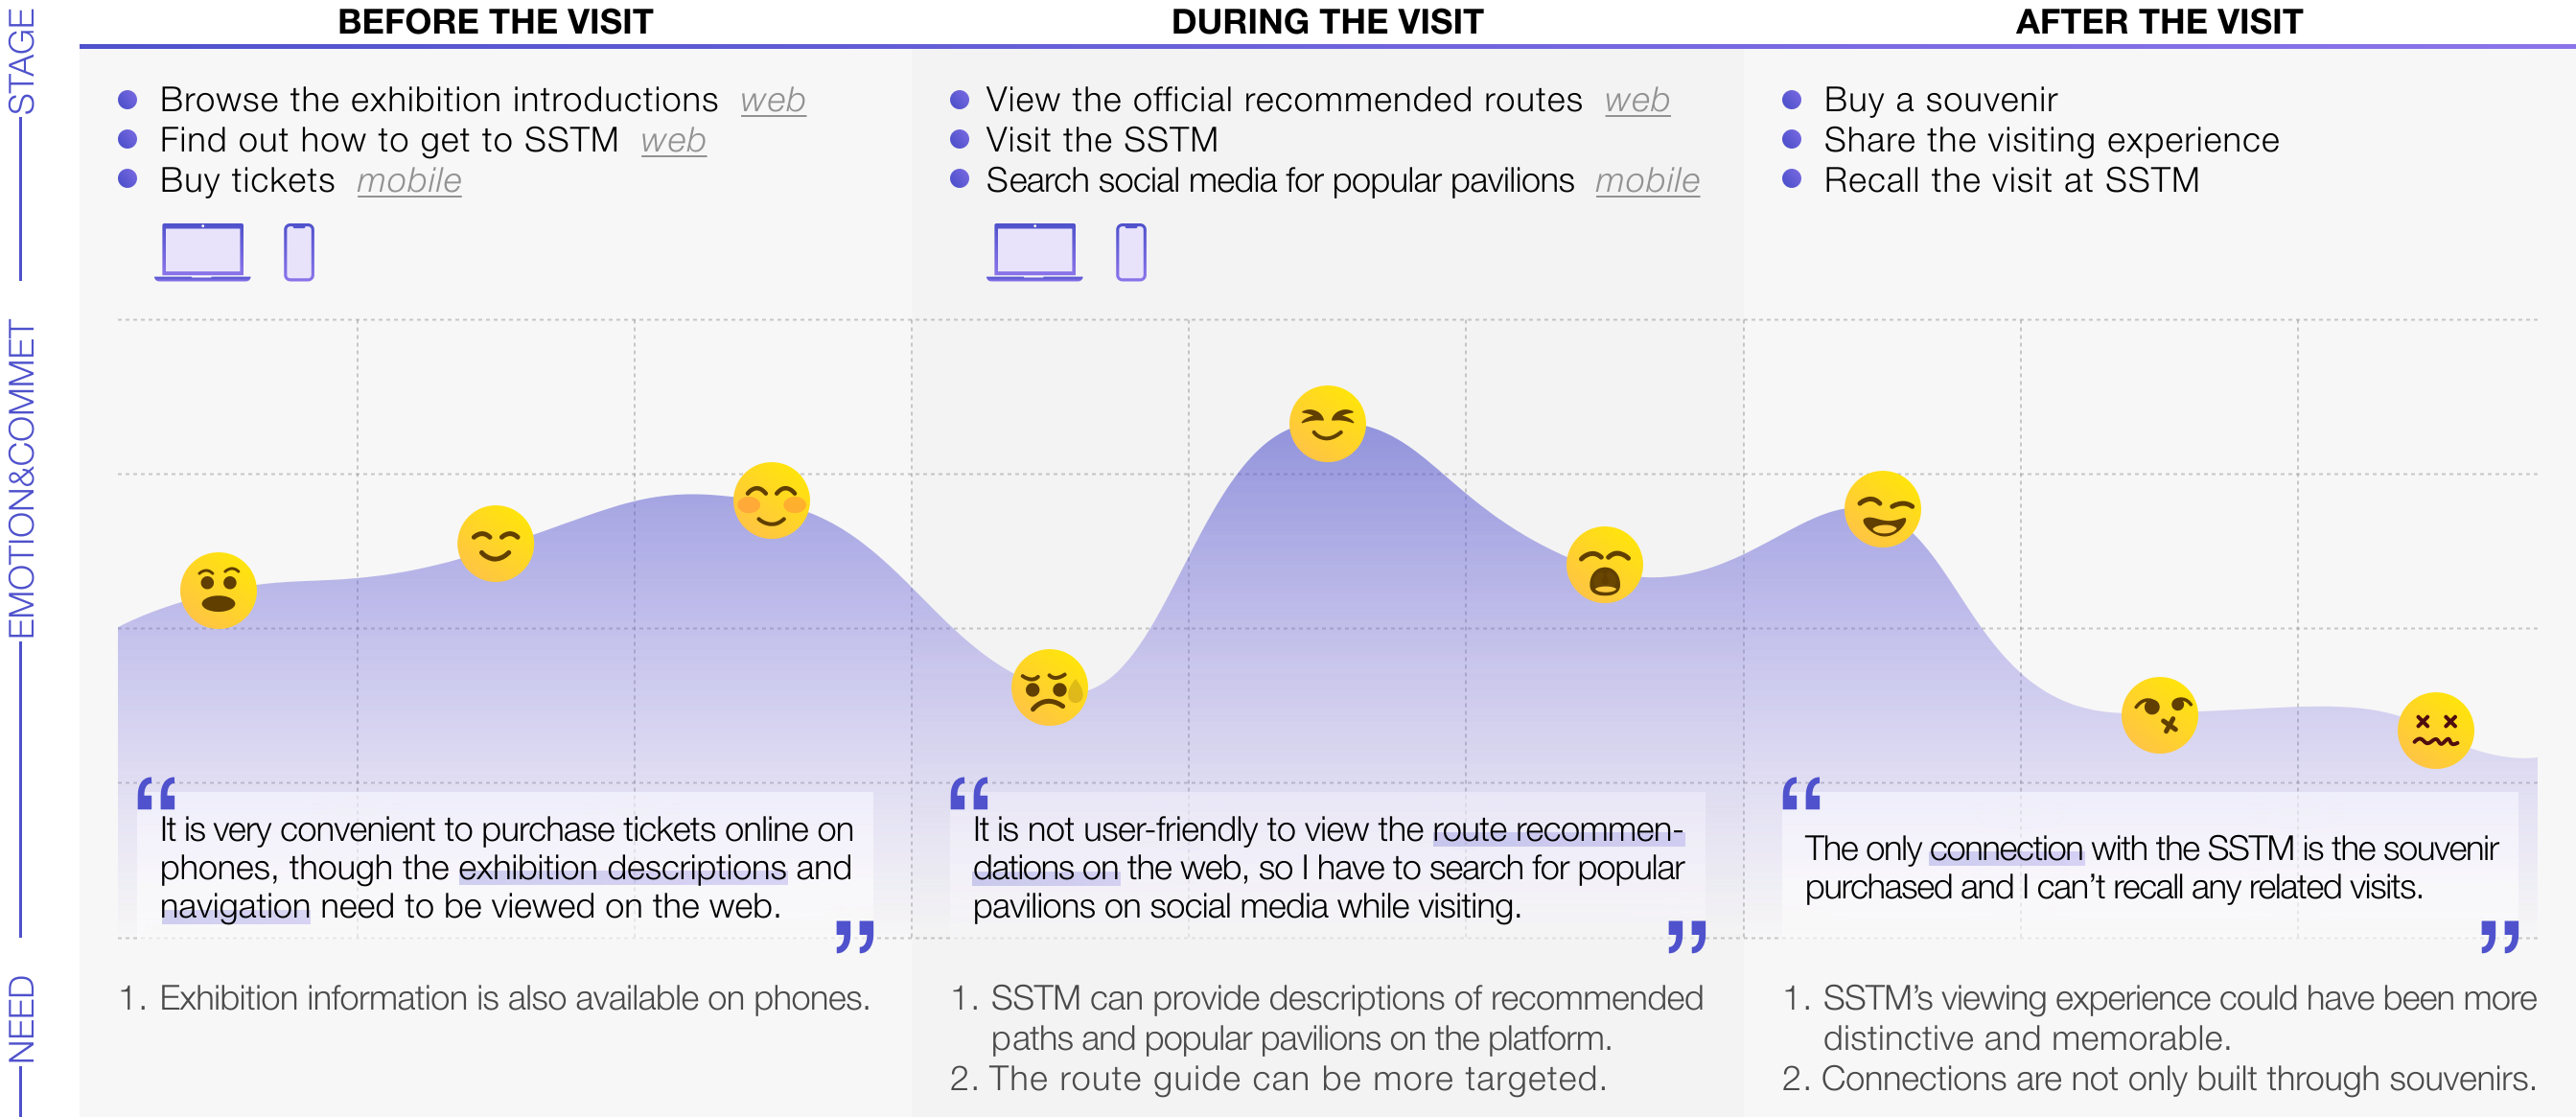 STAGE
BEFORE THE VISIT
Browse the exhibition introductions web
Find out how to get to SSTM web
Buy tickets mobile
DURING THE VISIT
View the official recommended routes web
Visit the SSTM
Search social media for popular pavilions mobile
AFTER THE VISIT
Buy a souvenir
Share the visiting experience
Recall the visit at SSTM
EMOTION&COMMET
“
It is very convenient to purchase tickets online on
phones, though the exhibition descriptions and
navigation need to be viewed on the web.
”
“
It is not user-friendly to view the route recommen-
dations on the web, so I have to search for popular
pavilions on social media while visiting.
”
“
The only connection with the SSTM is the souvenir
purchased and I can’t recall any related visits.
”
NEED
1. Exhibition information is also available on phones.
1. SSTM can provide descriptions of recommended
paths and popular pavilions on the platform.
2. The route guide can be more targeted.
1. SSTM’s viewing experience could have been more
distinctive and memorable.
2. Connections are not only built through souvenirs.